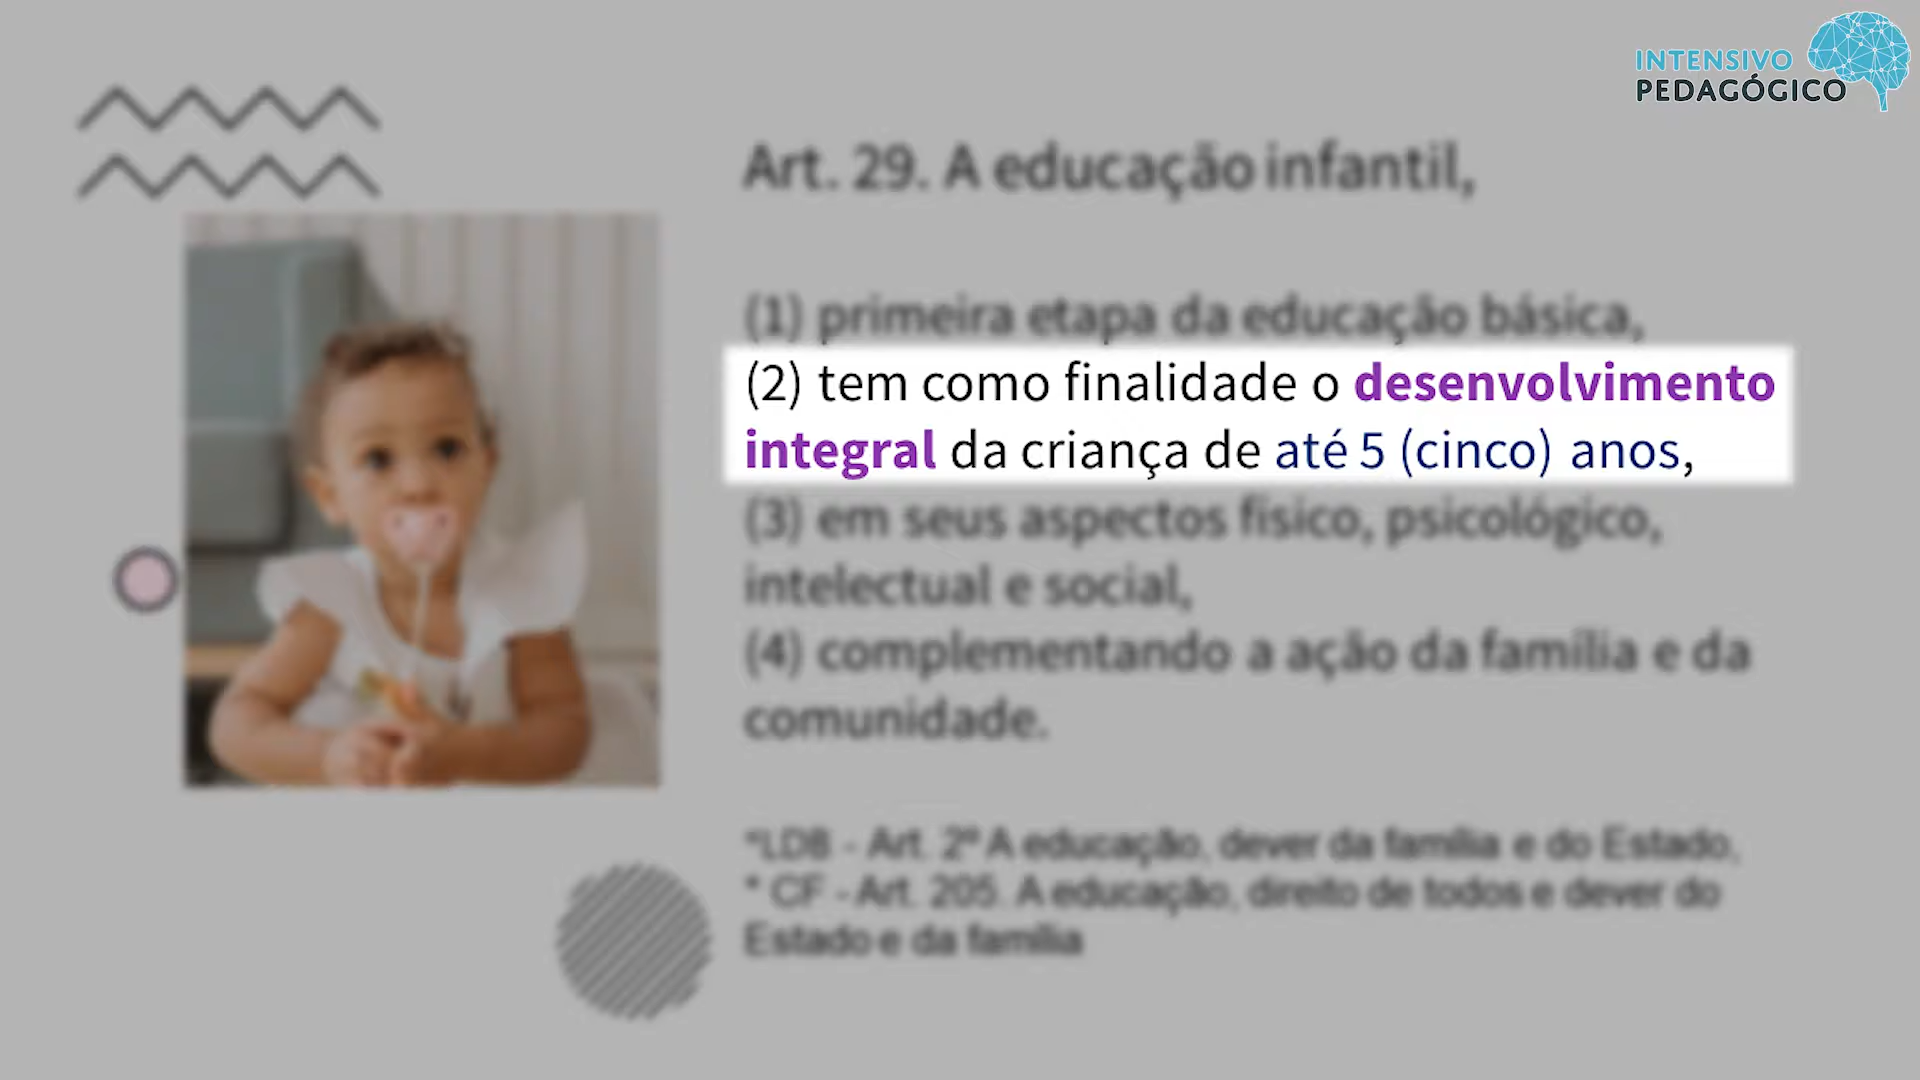 INTENSIVO
PEDAGÓGICO
Art. 29. A educação infantil,
(1) primeira etapa da educação básica,
(2) tem como finalidade o desenvolvimento
integral da criança de até 5 (cinco) anos,
(3) em seus aspectos físico, psicológico,
intelectual e social,
(4) complementando a ação da família e da
comunidade.
*LDB - Art. 2º A educação, dever da família e do Estado,
* CF - Art. 205. A educação, direito de todos e dever do
Estado e da família